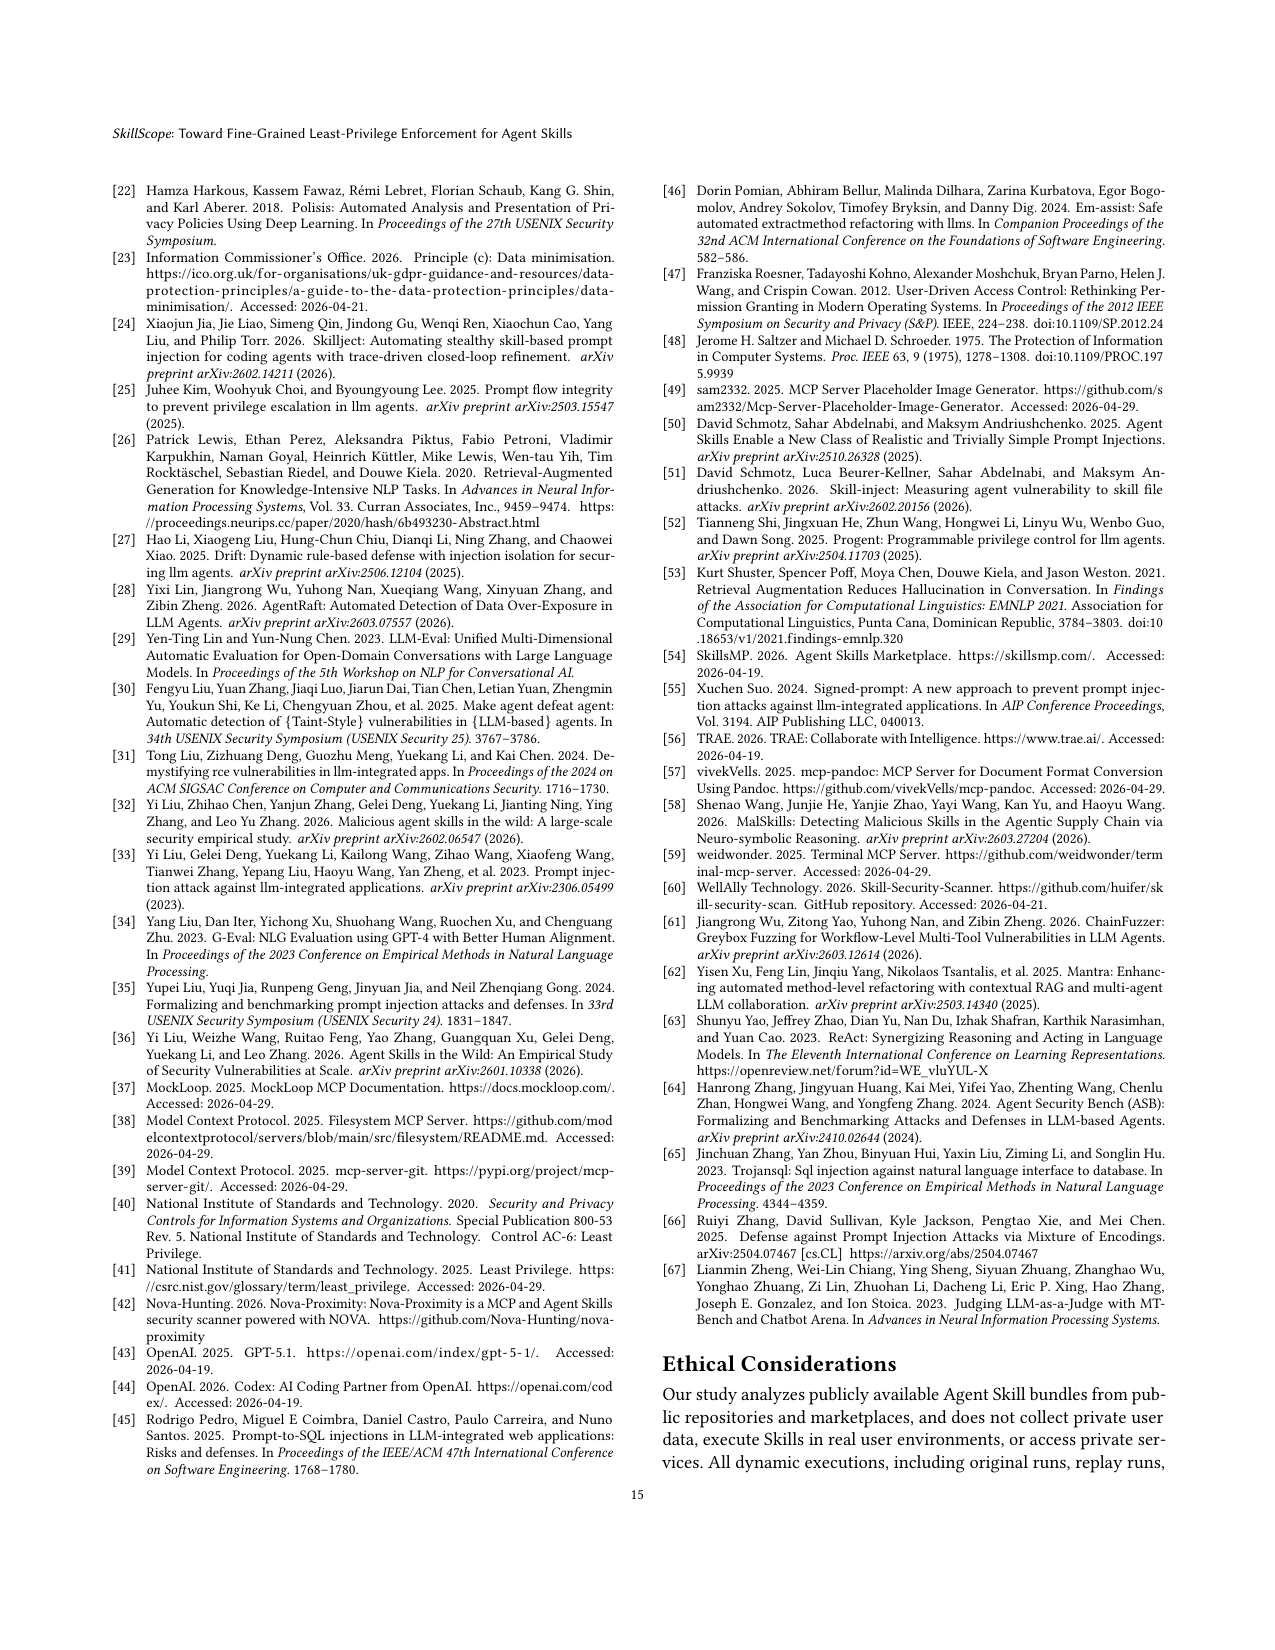 SkillScope: Toward Fine-Grained Least-Privilege Enforcement for Agent Skills
[22] Hamza Harkous, Kassem Fawaz, Rémi Lebret, Florian Schaub, Kang G. Shin,
and Karl Aberer. 2018. Polisis: Automated Analysis and Presentation of Pri-
vacy Policies Using Deep Learning. In Proceedings of the 27th USENIX Security
Symposium.
[23] Information Commissioner's Office. 2026. Principle (c): Data minimisation.
https://ico.org.uk/for-organisations/uk-gdpr-guidance-and-resources/data-
protection-principles/a-guide-to-the-data-protection-principles/data-
minimisation/. Accessed: 2026-04-21.
[24] Xiaojun Jia, Jie Liao, Simeng Qin, Jindong Gu, Wenqi Ren, Xiaochun Cao, Yang
Liu, and Philip Torr. 2026. Skillject: Automating stealthy skill-based prompt
injection for coding agents with trace-driven closed-loop refinement. arXiv
preprint arXiv:2602.14211 (2026).
[25] Juhee Kim, Woohyuk Choi, and Byoungyoung Lee. 2025. Prompt flow integrity
to prevent privilege escalation in llm agents. arXiv preprint arXiv:2503.15547
(2025).
[26] Patrick Lewis, Ethan Perez, Aleksandra Piktus, Fabio Petroni, Vladimir
Karpukhin, Naman Goyal, Heinrich Küttler, Mike Lewis, Wen-tau Yih, Tim
Rocktäschel, Sebastian Riedel, and Douwe Kiela. 2020. Retrieval-Augmented
Generation for Knowledge-Intensive NLP Tasks. In Advances in Neural Infor-
mation Processing Systems, Vol. 33. Curran Associates, Inc., 9459–9474. https:
//proceedings.neurips.cc/paper/2020/hash/6b493230-Abstract.html
[27] Hao Li, Xiaogeng Liu, Hung-Chun Chiu, Dianqi Li, Ning Zhang, and Chaowei
Xiao. 2025. Drift: Dynamic rule-based defense with injection isolation for secur-
ing llm agents. arXiv preprint arXiv:2506.12104 (2025).
[28] Yixi Lin, Jiangrong Wu, Yuhong Nan, Xueqiang Wang, Xinyuan Zhang, and
Zibin Zheng. 2026. AgentRaft: Automated Detection of Data Over-Exposure in
LLM Agents. arXiv preprint arXiv:2603.07557 (2026).
[29] Yen-Ting Lin and Yun-Nung Chen. 2023. LLM-Eval: Unified Multi-Dimensional
Automatic Evaluation for Open-Domain Conversations with Large Language
Models. In Proceedings of the 5th Workshop on NLP for Conversational AI.
[30] Fengyu Liu, Yuan Zhang, Jiaqi Luo, Jiarun Dai, Tian Chen, Letian Yuan, Zhengmin
Yu, Youkun Shi, Ke Li, Chengyuan Zhou, et al. 2025. Make agent defeat agent:
Automatic detection of {Taint-Style} vulnerabilities in {LLM-based} agents. In
34th USENIX Security Symposium (USENIX Security 25). 3767–3786.
[31] Tong Liu, Zizhuang Deng, Guozhu Meng, Yuekang Li, and Kai Chen. 2024. De-
mystifying rce vulnerabilities in llm-integrated apps. In Proceedings of the 2024 on
ACM SIGSAC Conference on Computer and Communications Security. 1716–1730.
[32] Yi Liu, Zhihao Chen, Yanjun Zhang, Gelei Deng, Yuekang Li, Jianting Ning, Ying
Zhang, and Leo Yu Zhang. 2026. Malicious agent skills in the wild: A large-scale
security empirical study. arXiv preprint arXiv:2602.06547 (2026).
[33] Yi Liu, Gelei Deng, Yuekang Li, Kailong Wang, Zihao Wang, Xiaofeng Wang,
Tianwei Zhang, Yepang Liu, Haoyu Wang, Yan Zheng, et al. 2023. Prompt injec-
tion attack against llm-integrated applications. arXiv preprint arXiv:2306.05499
(2023).
[34] Yang Liu, Dan Iter, Yichong Xu, Shuohang Wang, Ruochen Xu, and Chenguang
Zhu. 2023. G-Eval: NLG Evaluation using GPT-4 with Better Human Alignment.
In Proceedings of the 2023 Conference on Empirical Methods in Natural Language
Processing.
[35] Yupei Liu, Yuqi Jia, Runpeng Geng, Jinyuan Jia, and Neil Zhenqiang Gong. 2024.
Formalizing and benchmarking prompt injection attacks and defenses. In 33rd
USENIX Security Symposium (USENIX Security 24). 1831–1847.
[36] Yi Liu, Weizhe Wang, Ruitao Feng, Yao Zhang, Guangquan Xu, Gelei Deng,
Yuekang Li, and Leo Zhang. 2026. Agent Skills in the Wild: An Empirical Study
of Security Vulnerabilities at Scale. arXiv preprint arXiv:2601.10338 (2026).
[37] MockLoop. 2025. MockLoop MCP Documentation. https://docs.mockloop.com/.
Accessed: 2026-04-29.
[38] Model Context Protocol. 2025. Filesystem MCP Server. https://github.com/mod
elcontextprotocol/servers/blob/main/src/filesystem/README.md. Accessed:
2026-04-29.
[39] Model Context Protocol. 2025. mcp-server-git. https://pypi.org/project/mcp-
server-git/. Accessed: 2026-04-29.
[40] National Institute of Standards and Technology. 2020. Security and Privacy
Controls for Information Systems and Organizations. Special Publication 800-53
Rev. 5. National Institute of Standards and Technology. Control AC-6: Least
Privilege.
[41] National Institute of Standards and Technology. 2025. Least Privilege. https:
//csrc.nist.gov/glossary/term/least_privilege. Accessed: 2026-04-29.
[42] Nova-Hunting. 2026. Nova-Proximity: Nova-Proximity is a MCP and Agent Skills
security scanner powered with NOVA. https://github.com/Nova-Hunting/nova-
proximity
[43] OpenAI. 2025. GPT-5.1. https://openai.com/index/gpt-5-1/. Accessed:
2026-04-19.
[44] OpenAI. 2026. Codex: AI Coding Partner from OpenAI. https://openai.com/cod
ex/. Accessed: 2026-04-19.
[45] Rodrigo Pedro, Miguel E Coimbra, Daniel Castro, Paulo Carreira, and Nuno
Santos. 2025. Prompt-to-SQL injections in LLM-integrated web applications:
Risks and defenses. In Proceedings of the IEEE/ACM 47th International Conference
on Software Engineering. 1768–1780.
[46] Dorin Pomian, Abhiram Bellur, Malinda Dilhara, Zarina Kurbatova, Egor Bogo-
molov, Andrey Sokolov, Timofey Bryksin, and Danny Dig. 2024. Em-assist: Safe
automated extractmethod refactoring with llms. In Companion Proceedings of the
32nd ACM International Conference on the Foundations of Software Engineering.
582–586.
[47] Franziska Roesner, Tadayoshi Kohno, Alexander Moshchuk, Bryan Parno, Helen J.
Wang, and Crispin Cowan. 2012. User-Driven Access Control: Rethinking Per-
mission Granting in Modern Operating Systems. In Proceedings of the 2012 IEEE
Symposium on Security and Privacy (S&P). IEEE, 224–238. doi:10.1109/SP.2012.24
[48] Jerome H. Saltzer and Michael D. Schroeder. 1975. The Protection of Information
in Computer Systems. Proc. IEEE 63, 9 (1975), 1278–1308. doi:10.1109/PROC.197
5.9939
[49] sam2332. 2025. MCP Server Placeholder Image Generator. https://github.com/s
am2332/Mcp-Server-Placeholder-Image-Generator. Accessed: 2026-04-29.
[50] David Schmotz, Sahar Abdelnabi, and Maksym Andriushchenko. 2025. Agent
Skills Enable a New Class of Realistic and Trivially Simple Prompt Injections.
arXiv preprint arXiv:2510.26328 (2025).
[51] David Schmotz, Luca Beurer-Kellner, Sahar Abdelnabi, and Maksym An-
driushchenko. 2026. Skill-inject: Measuring agent vulnerability to skill file
attacks. arXiv preprint arXiv:2602.20156 (2026).
[52] Tianneng Shi, Jingxuan He, Zhun Wang, Hongwei Li, Linyu Wu, Wenbo Guo,
and Dawn Song. 2025. Progent: Programmable privilege control for llm agents.
arXiv preprint arXiv:2504.11703 (2025).
[53] Kurt Shuster, Spencer Poff, Moya Chen, Douwe Kiela, and Jason Weston. 2021.
Retrieval Augmentation Reduces Hallucination in Conversation. In Findings
of the Association for Computational Linguistics: EMNLP 2021. Association for
Computational Linguistics, Punta Cana, Dominican Republic, 3784–3803. doi:10
.18653/v1/2021.findings-emnlp.320
[54] SkillsMP. 2026. Agent Skills Marketplace. https://skillsmp.com/. Accessed:
2026-04-19.
[55] Xuchen Suo. 2024. Signed-prompt: A new approach to prevent prompt injec-
tion attacks against llm-integrated applications. In AIP Conference Proceedings,
Vol. 3194. AIP Publishing LLC, 040013.
[56] TRAE. 2026. TRAE: Collaborate with Intelligence. https://www.trae.ai/. Accessed:
2026-04-19.
[57] vivekVells. 2025. mcp-pandoc: MCP Server for Document Format Conversion
Using Pandoc. https://github.com/vivekVells/mcp-pandoc. Accessed: 2026-04-29.
[58] Shenao Wang, Junjie He, Yanjie Zhao, Yayi Wang, Kan Yu, and Haoyu Wang.
2026. MalSkills: Detecting Malicious Skills in the Agentic Supply Chain via
Neuro-symbolic Reasoning. arXiv preprint arXiv:2603.27204 (2026).
[59] weidwonder. 2025. Terminal MCP Server. https://github.com/weidwonder/term
inal-mcp-server. Accessed: 2026-04-29.
[60] WellAlly Technology. 2026. Skill-Security-Scanner. https://github.com/huifer/sk
ill-security-scan. GitHub repository. Accessed: 2026-04-21.
[61] Jiangrong Wu, Zitong Yao, Yuhong Nan, and Zibin Zheng. 2026. ChainFuzzer:
Greybox Fuzzing for Workflow-Level Multi-Tool Vulnerabilities in LLM Agents.
arXiv preprint arXiv:2603.12614 (2026).
[62] Yisen Xu, Feng Lin, Jinqiu Yang, Nikolaos Tsantalis, et al. 2025. Mantra: Enhanc-
ing automated method-level refactoring with contextual RAG and multi-agent
LLM collaboration. arXiv preprint arXiv:2503.14340 (2025).
[63] Shunyu Yao, Jeffrey Zhao, Dian Yu, Nan Du, Izhak Shafran, Karthik Narasimhan,
and Yuan Cao. 2023. ReAct: Synergizing Reasoning and Acting in Language
Models. In The Eleventh International Conference on Learning Representations.
https://openreview.net/forum?id=WE_vluYUL-X
[64] Hanrong Zhang, Jingyuan Huang, Kai Mei, Yifei Yao, Zhenting Wang, Chenlu
Zhan, Hongwei Wang, and Yongfeng Zhang. 2024. Agent Security Bench (ASB):
Formalizing and Benchmarking Attacks and Defenses in LLM-based Agents.
arXiv preprint arXiv:2410.02644 (2024).
[65] Jinchuan Zhang, Yan Zhou, Binyuan Hui, Yaxin Liu, Ziming Li, and Songlin Hu.
2023. Trojansql: Sql injection against natural language interface to database. In
Proceedings of the 2023 Conference on Empirical Methods in Natural Language
Processing. 4344–4359.
[66] Ruiyi Zhang, David Sullivan, Kyle Jackson, Pengtao Xie, and Mei Chen.
2025. Defense against Prompt Injection Attacks via Mixture of Encodings.
arXiv:2504.07467 [cs.CL] https://arxiv.org/abs/2504.07467
[67] Lianmin Zheng, Wei-Lin Chiang, Ying Sheng, Siyuan Zhuang, Zhanghao Wu,
Yonghao Zhuang, Zi Lin, Zhuohan Li, Dacheng Li, Eric P. Xing, Hao Zhang,
Joseph E. Gonzalez, and Ion Stoica. 2023. Judging LLM-as-a-Judge with MT-
Bench and Chatbot Arena. In Advances in Neural Information Processing Systems.
Ethical Considerations
Our study analyzes publicly available Agent Skill bundles from pub-
lic repositories and marketplaces, and does not collect private user
data, execute Skills in real user environments, or access private ser-
vices. All dynamic executions, including original runs, replay runs,
15